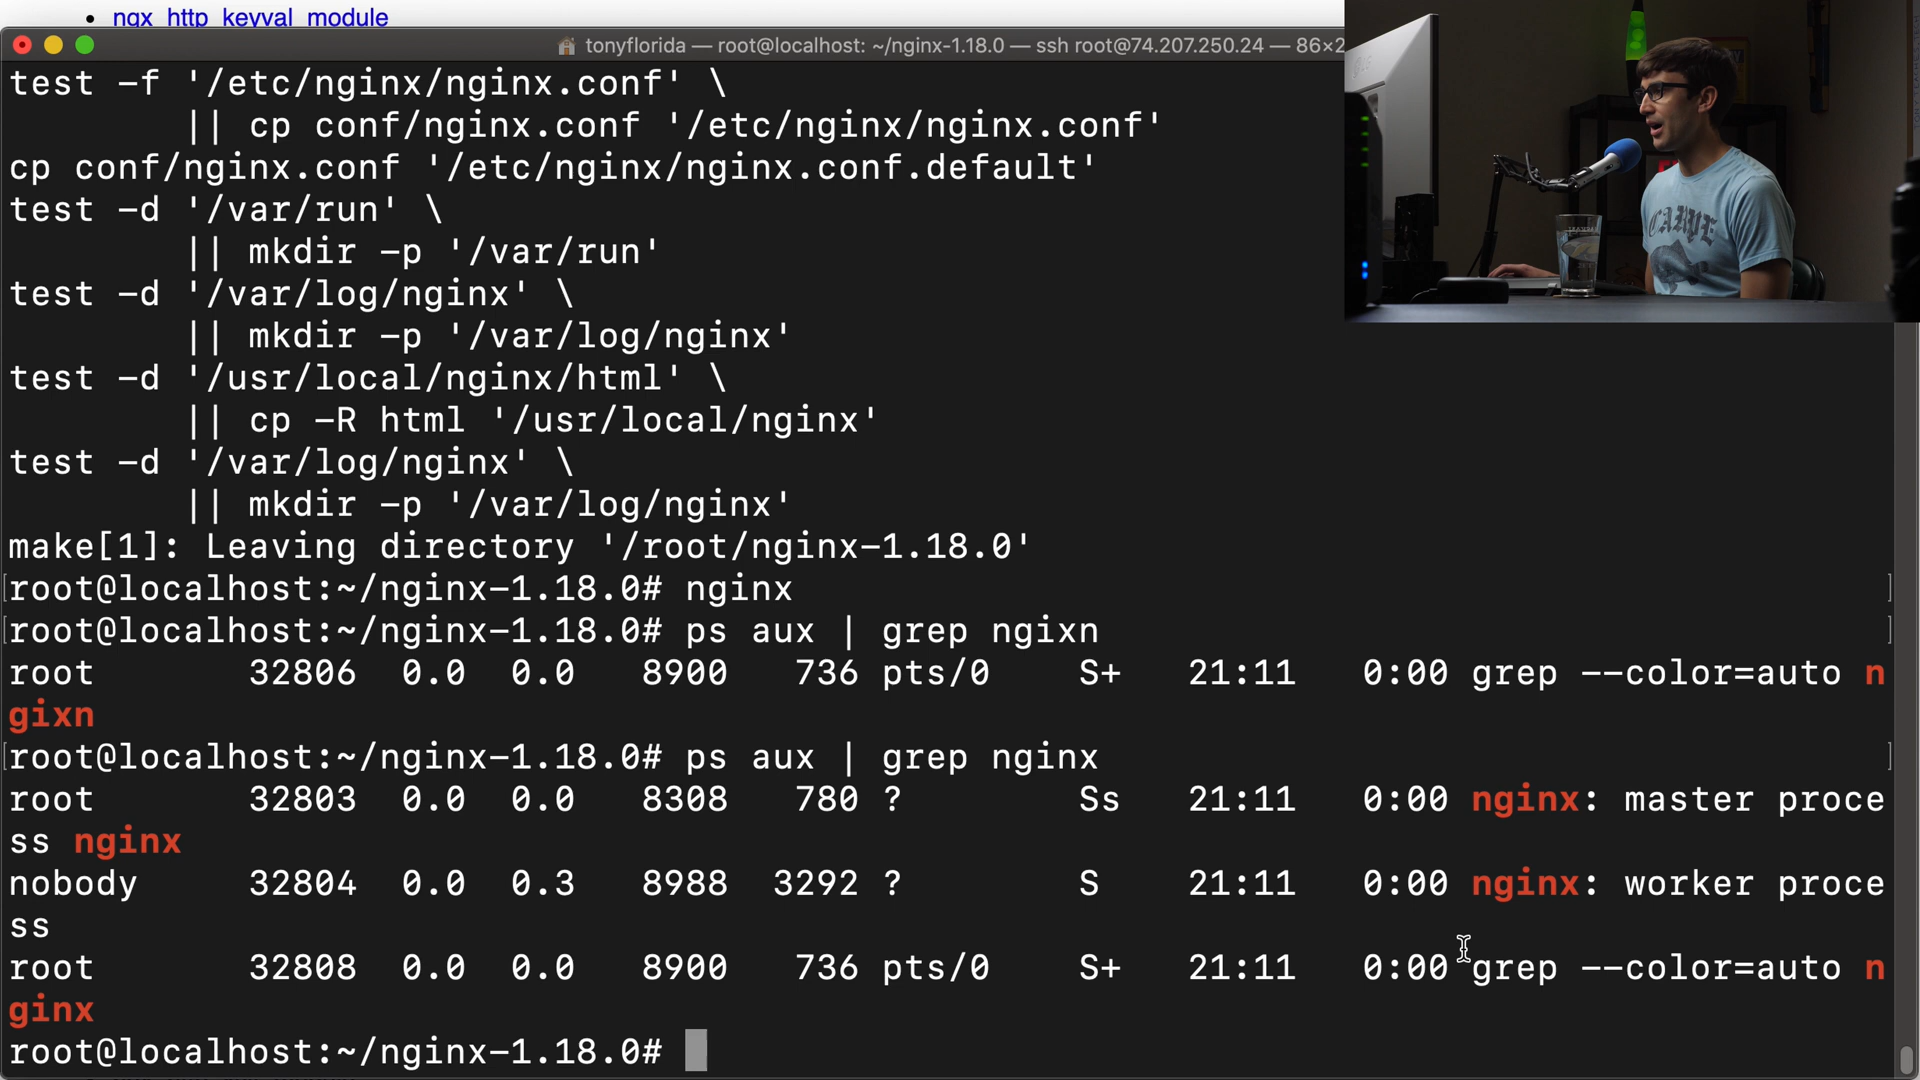 ngx_http_keyval_module
tonyflorida — root@localhost: ~/nginx-1.18.0 — ssh root@74.207.250.24 — 86×2
test -f '/etc/nginx/nginx.conf' \
|| cp conf/nginx.conf '/etc/nginx/nginx.conf'
cp conf/nginx.conf '/etc/nginx/nginx.conf.default'
test -d '/var/run' \
|| mkdir -p '/var/run'
test -d '/var/log/nginx' \
|| mkdir -p '/var/log/nginx'
test -d '/usr/local/nginx/html' \
|| cp -R html '/usr/local/nginx'
test -d '/var/log/nginx' \
|| mkdir -p '/var/log/nginx'
make[1]: Leaving directory '/root/nginx-1.18.0'
[root@localhost:~/nginx-1.18.0# nginx ]
[root@localhost:~/nginx-1.18.0# ps aux | grep ngixn ]
root 32806 0.0 0.0 8900 736 pts/0 S+ 21:11 0:00 grep --color=auto n
gixn
[root@localhost:~/nginx-1.18.0# ps aux | grep nginx ]
root 32803 0.0 0.0 8308 780 ? Ss 21:11 0:00 nginx: master proce
ss nginx
nobody 32804 0.0 0.3 8988 3292 ? S 21:11 0:00 nginx: worker proce
ss
root 32808 0.0 0.0 8900 736 pts/0 S+ 21:11 0:00 grep --color=auto n
ginx
root@localhost:~/nginx-1.18.0#
CARPE